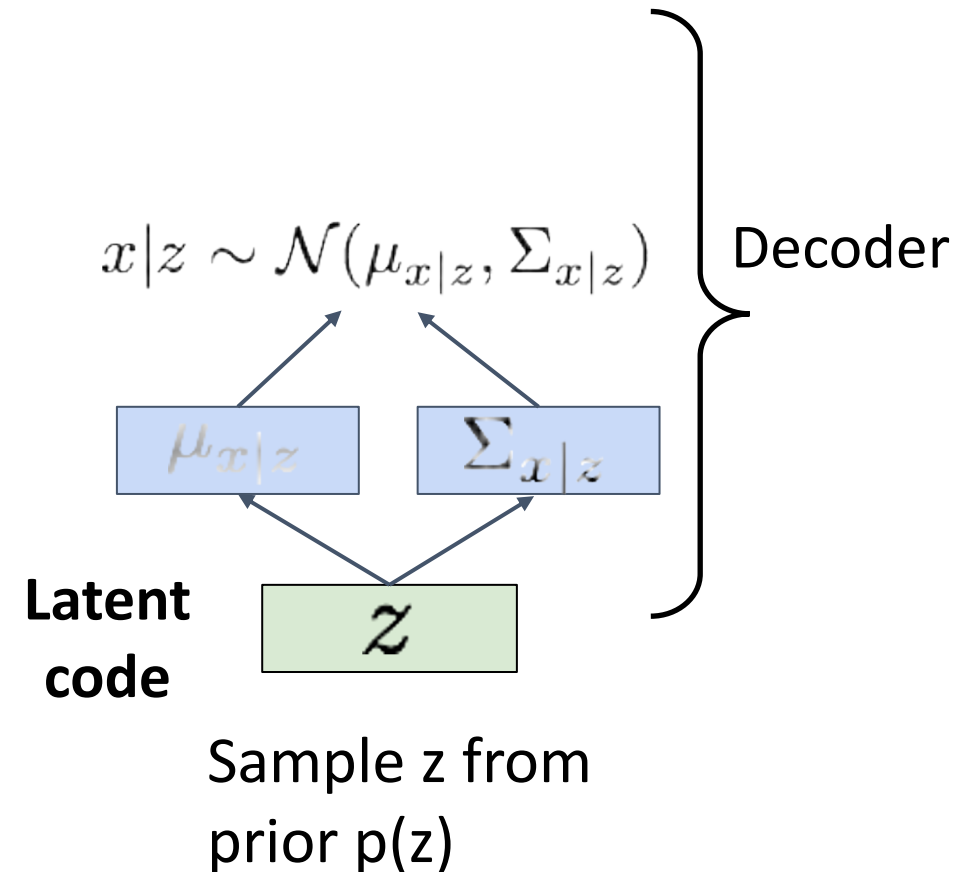 x|z ∼ 𝒩(μ_{x|z}, Σ_{x|z})
Decoder
μ_{x|z}
Σ_{x|z}
Latent
code
z
Sample z from
prior p(z)